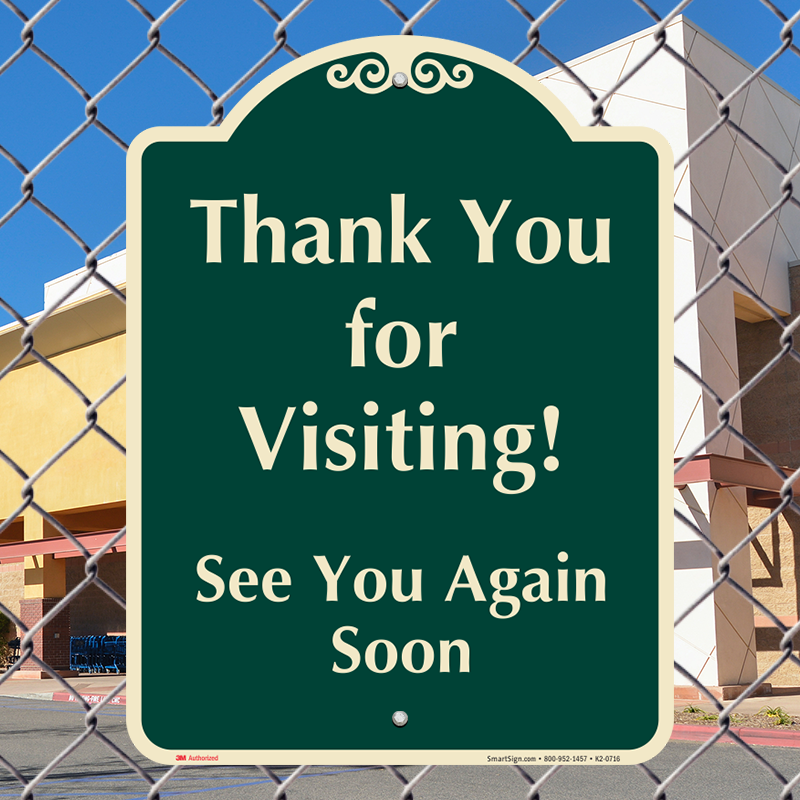 Thank You
for
Visiting!
See You Again
Soon
3M Authorized
SmartSign.com • 800-952-1457 • K2-0716